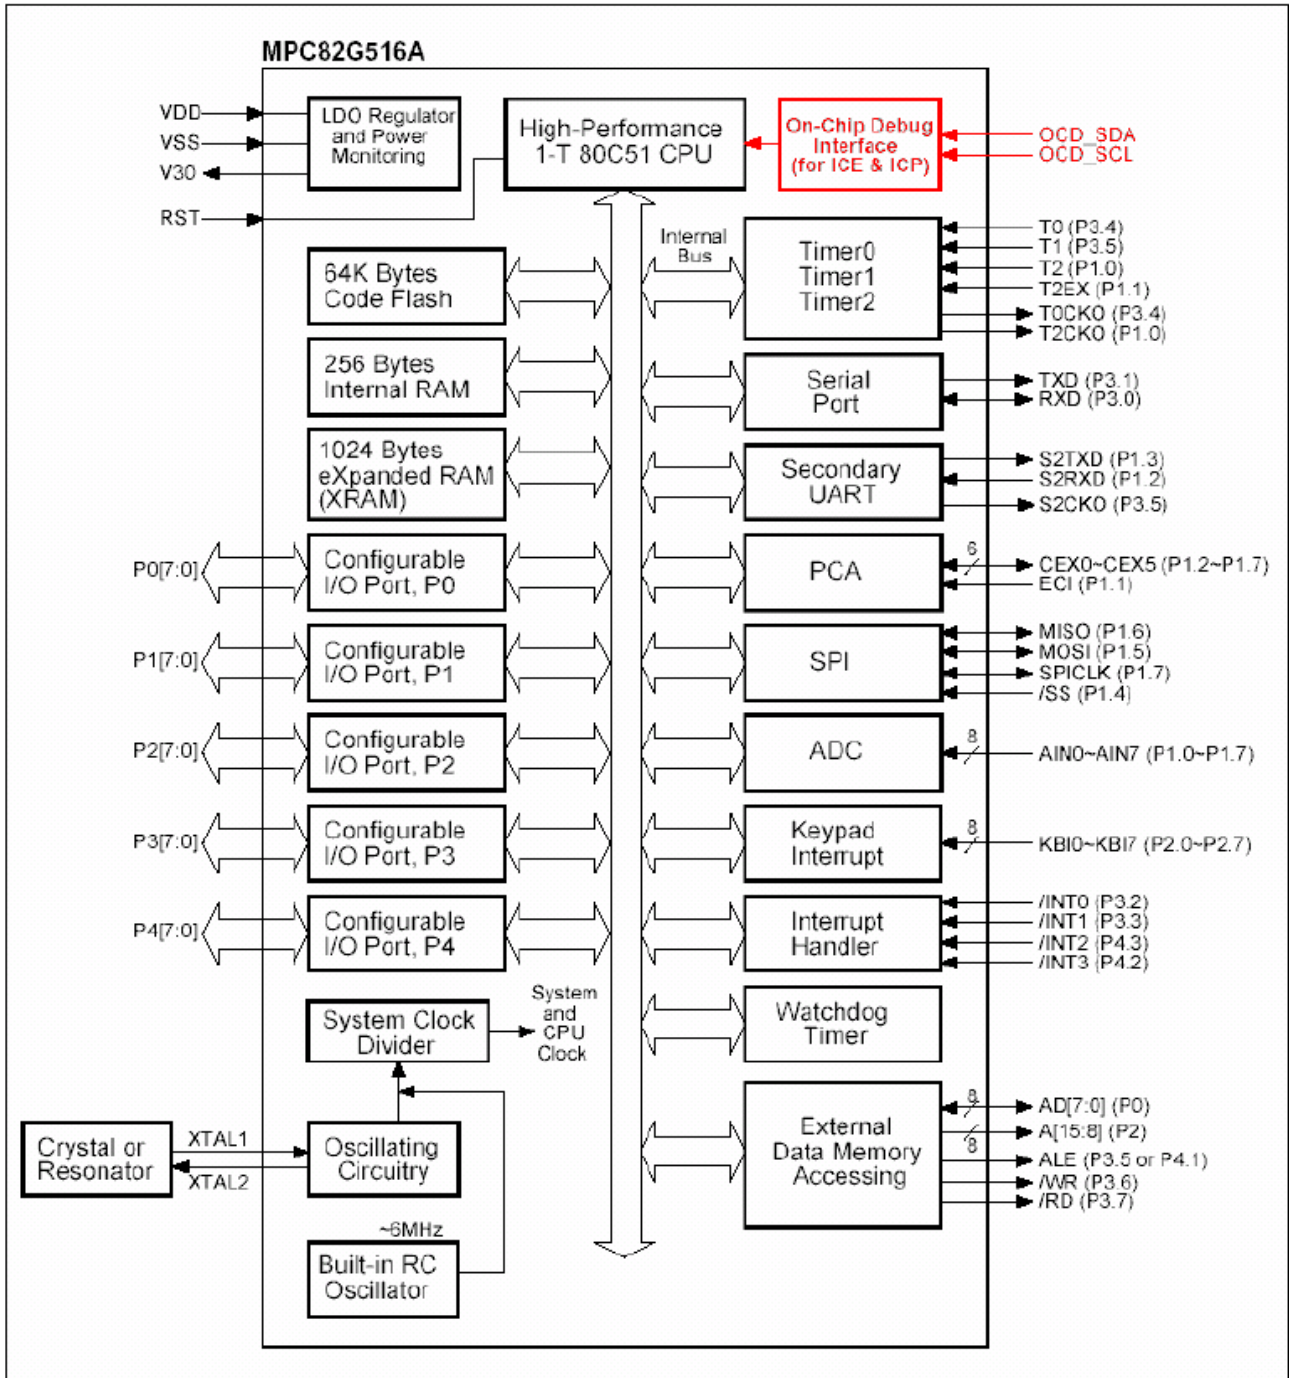 MPC82G516A
VDD
VSS
V30
RST
LDO Regulator
and Power
Monitoring
High-Performance
1-T 80C51 CPU
On-Chip Debug
Interface
(for ICE & ICP)
OCD_SDA
OCD_SCL
Internal
Bus
64K Bytes
Code Flash
Timer0
Timer1
Timer2
T0 (P3.4)
T1 (P3.5)
T2 (P1.0)
T2EX (P1.1)
T0CKO (P3.4)
T2CKO (P1.0)
256 Bytes
Internal RAM
Serial
Port
TXD (P3.1)
RXD (P3.0)
1024 Bytes
eXpanded RAM
(XRAM)
Secondary
UART
S2TXD (P1.3)
S2RXD (P1.2)
S2CKO (P3.5)
P0[7:0]
Configurable
I/O Port, P0
PCA
6
CEX0~CEX5 (P1.2~P1.7)
ECI (P1.1)
P1[7:0]
Configurable
I/O Port, P1
SPI
MISO (P1.6)
MOSI (P1.5)
SPICLK (P1.7)
/SS (P1.4)
P2[7:0]
Configurable
I/O Port, P2
ADC
8
AIN0~AIN7 (P1.0~P1.7)
P3[7:0]
Configurable
I/O Port, P3
Keypad
Interrupt
8
KBI0~KBI7 (P2.0~P2.7)
P4[7:0]
Configurable
I/O Port, P4
Interrupt
Handler
/INT0 (P3.2)
/INT1 (P3.3)
/INT2 (P4.3)
/INT3 (P4.2)
System Clock
Divider
System
and
CPU
Clock
Watchdog
Timer
Crystal or
Resonator
XTAL1
XTAL2
Oscillating
Circuitry
External
Data Memory
Accessing
8
AD[7:0] (P0)
A[15:8] (P2)
8
ALE (P3.5 or P4.1)
/WR (P3.6)
/RD (P3.7)
~6MHz
Built-in RC
Oscillator